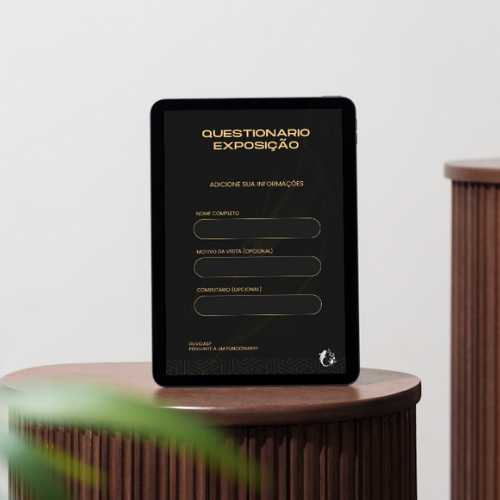 QUESTIONARIO
EXPOSIÇÃO
ADICIONE SUA INFORMAÇÕES
NOME COMPLETO
MOTIVO DA VISITA (OPCIONAL)
COMENTARIO (OPCIONAL)
DUVIDAS?
PERGUNTE A UM FUNCIONARIO